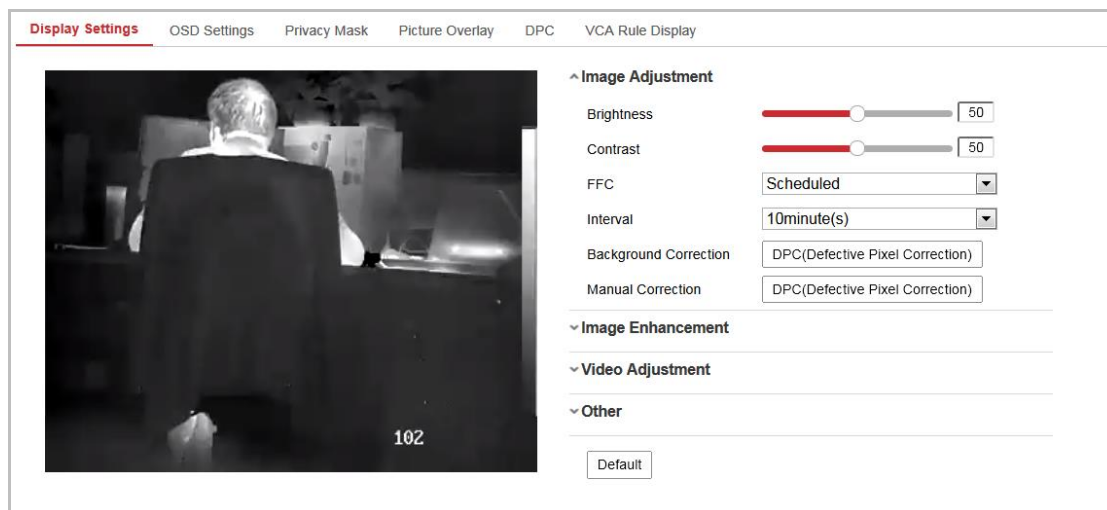 Display Settings OSD Settings Privacy Mask Picture Overlay DPC VCA Rule Display
Image Adjustment
Brightness 50
Contrast 50
FFC Scheduled
Interval 10minute(s)
Background Correction DPC(Defective Pixel Correction)
Manual Correction DPC(Defective Pixel Correction)
Image Enhancement
Video Adjustment
Other
102
Default